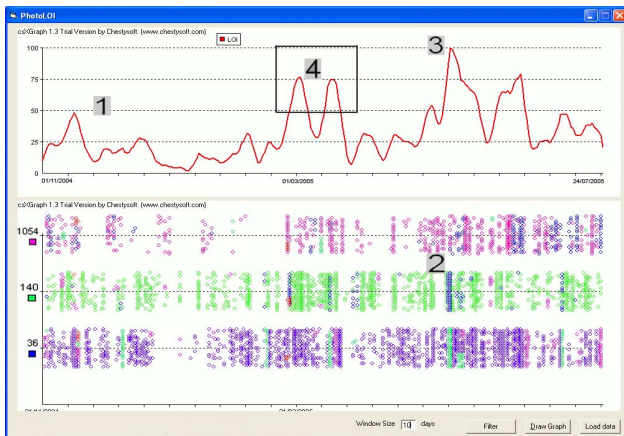 PhotoLOI
csXGraph 1.3 Trial Version by Chestysoft. (www.chestysoft.com)
LOI
100
75
50
25
0
1
4
3
01/11/2004
01/03/2005
24/07/2005
csXGraph 1.3 Trial Version by Chestysoft. (www.chestysoft.com)
1054
140
36
2
Window Size 10 days
Filter
Draw Graph
Load data